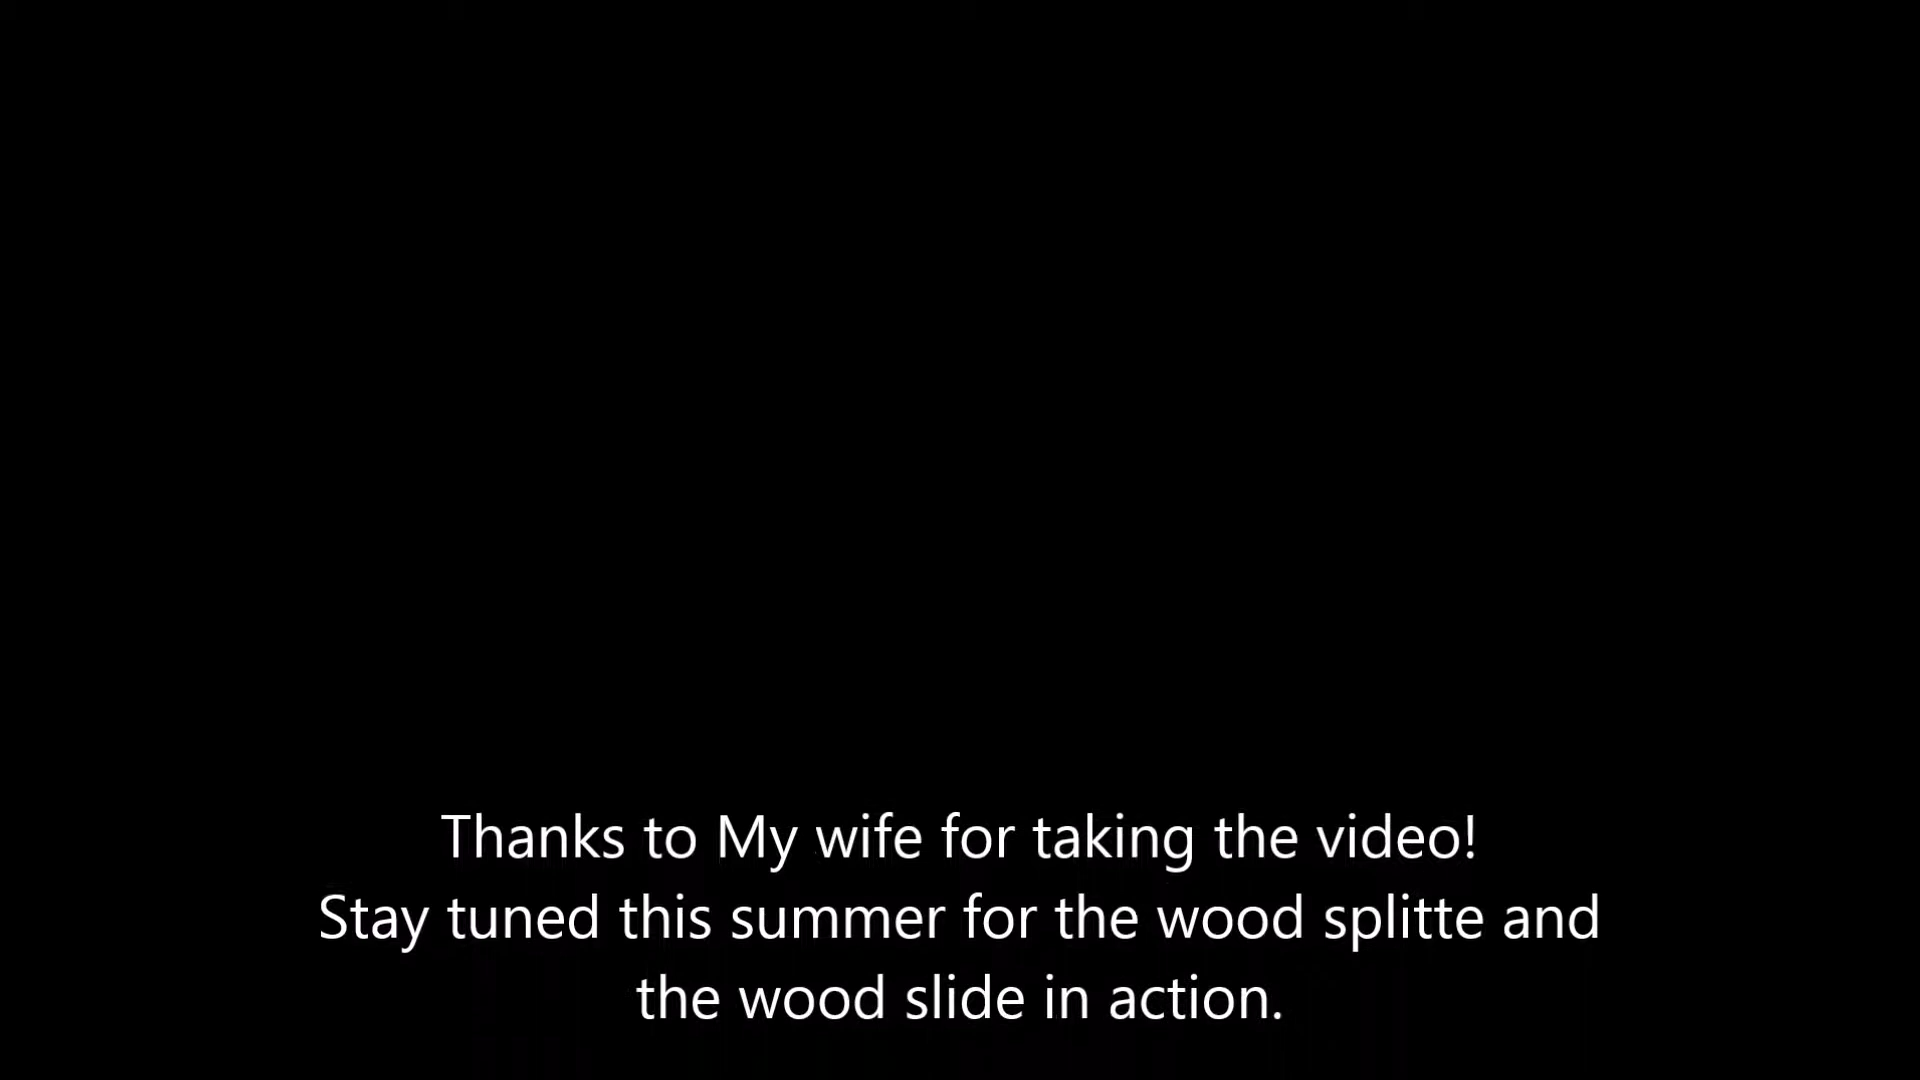 Thanks to My wife for taking the video!
Stay tuned this summer for the wood splitte and
the wood slide in action.